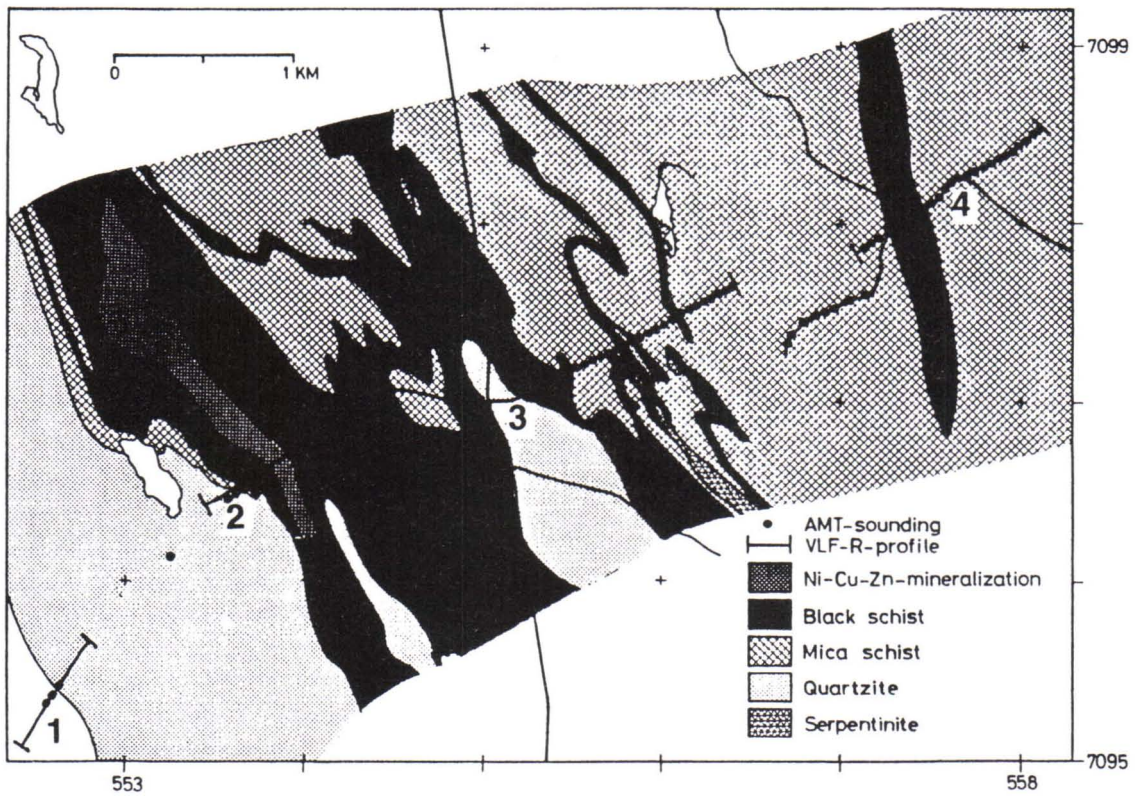 7099
0 1 KM
4
3
2
1
AMT-sounding
VLF-R-profile
Ni-Cu-Zn-mineralization
Black schist
Mica schist
Quartzite
Serpentinite
7095
553 558